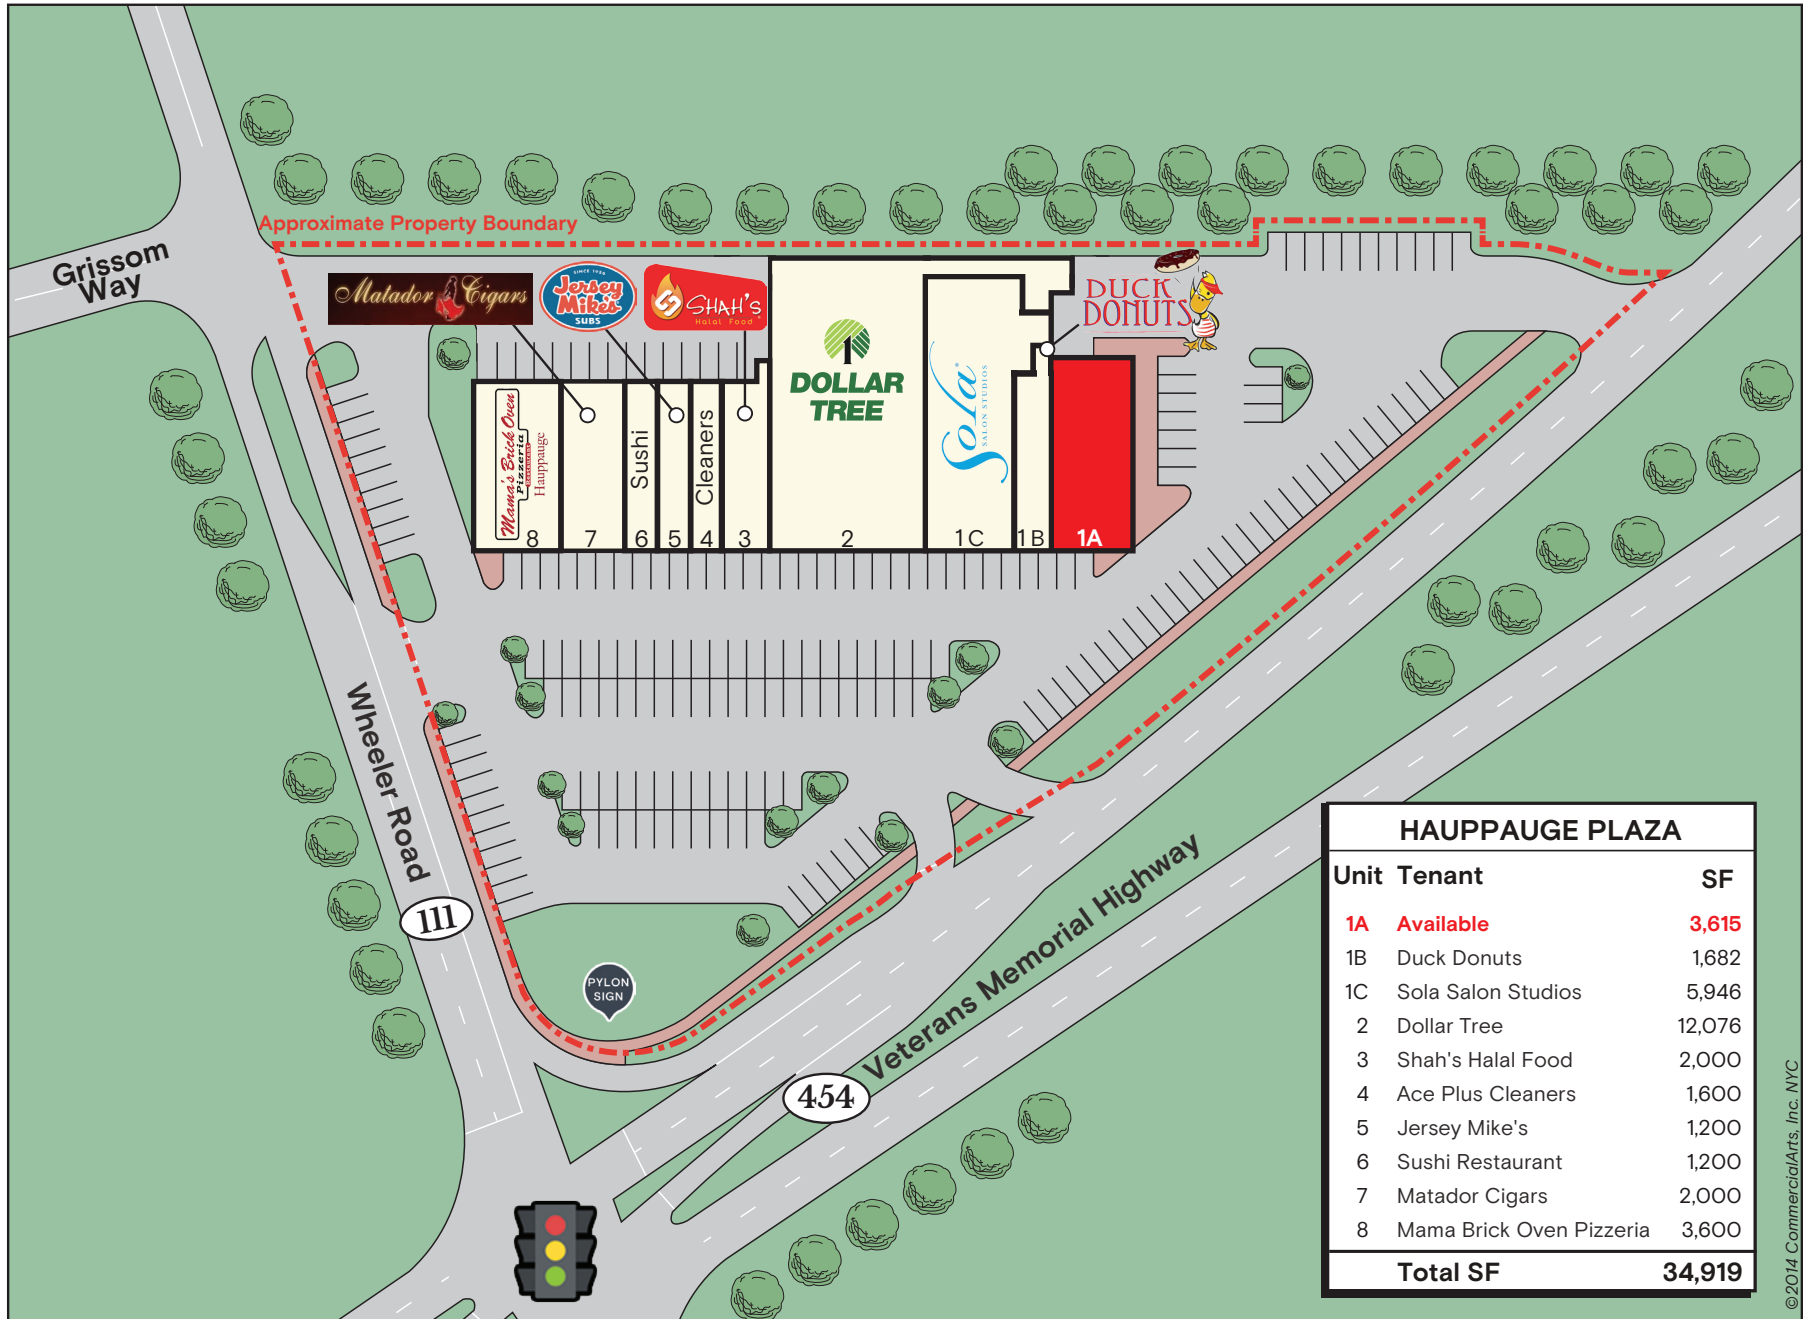 Approximate Property Boundary
Grissom
Way
Matador Cigars
SINCE 1956
Jersey
Mike's
SUBS
SHAH'S
Halal Food
DUCK
DONUTS
DOLLAR
TREE
Sola
SALON STUDIOS
Mama's Brick Oven
Pizzeria
Hauppauge
Sushi
Cleaners
8
7
6
5
4
3
2
1C
1B
1A
Wheeler Road
111
PYLON
SIGN
454
Veterans Memorial Highway
HAUPPAUGE PLAZA
Unit Tenant SF
1A Available 3,615
1B Duck Donuts 1,682
1C Sola Salon Studios 5,946
2 Dollar Tree 12,076
3 Shah's Halal Food 2,000
4 Ace Plus Cleaners 1,600
5 Jersey Mike's 1,200
6 Sushi Restaurant 1,200
7 Matador Cigars 2,000
8 Mama Brick Oven Pizzeria 3,600
Total SF 34,919
©2014 CommercialArts, Inc. NYC